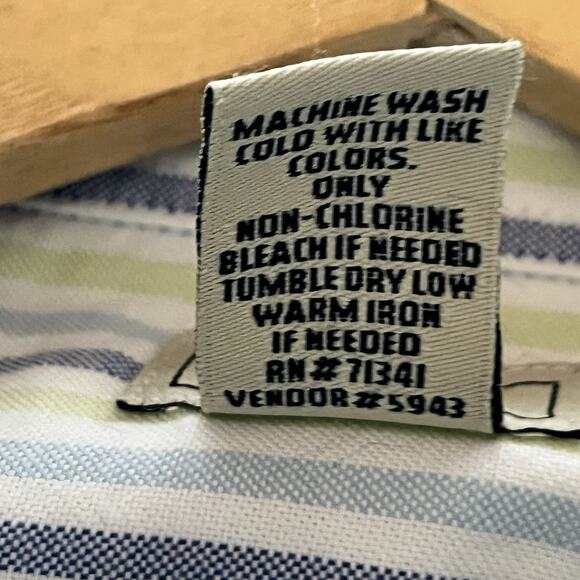 MACHINE WASH
COLD WITH LIKE
COLORS.
ONLY
NON-CHLORINE
BLEACH IF NEEDED
TUMBLE DRY LOW
WARM IRON
IF NEEDED
RN# 71341
VENDOR# 5943